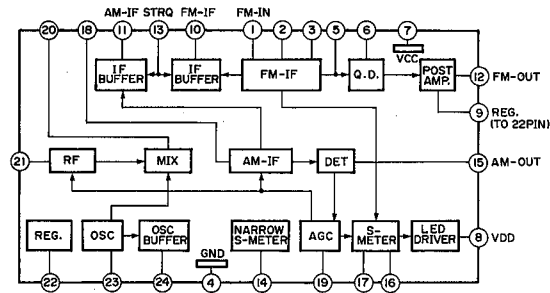 AM-IF STRQ FM-IF FM-IN
20 18 11 13 10 1 2 3 5 6 7
VCC
IF BUFFER
IF BUFFER
FM-IF
Q.D.
POST AMP.
12 FM-OUT
9 REG. (TO 22PIN)
21
RF
MIX
AM-IF
DET
15 AM-OUT
REG.
OSC
OSC BUFFER
NARROW S-METER
AGC
S-METER
LED DRIVER
8 VDD
GND
22 23 24 4 14 19 17 16